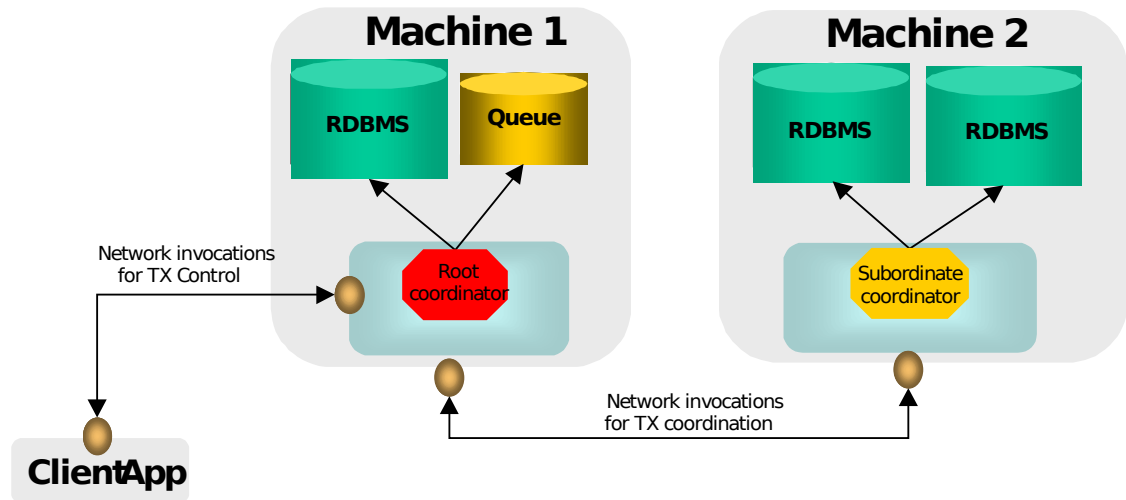 Machine 1
RDBMS
Queue
Root
coordinator
Machine 2
RDBMS
RDBMS
Subordinate
coordinator
Network invocations
for TX Control
Network invocations
for TX coordination
ClientApp